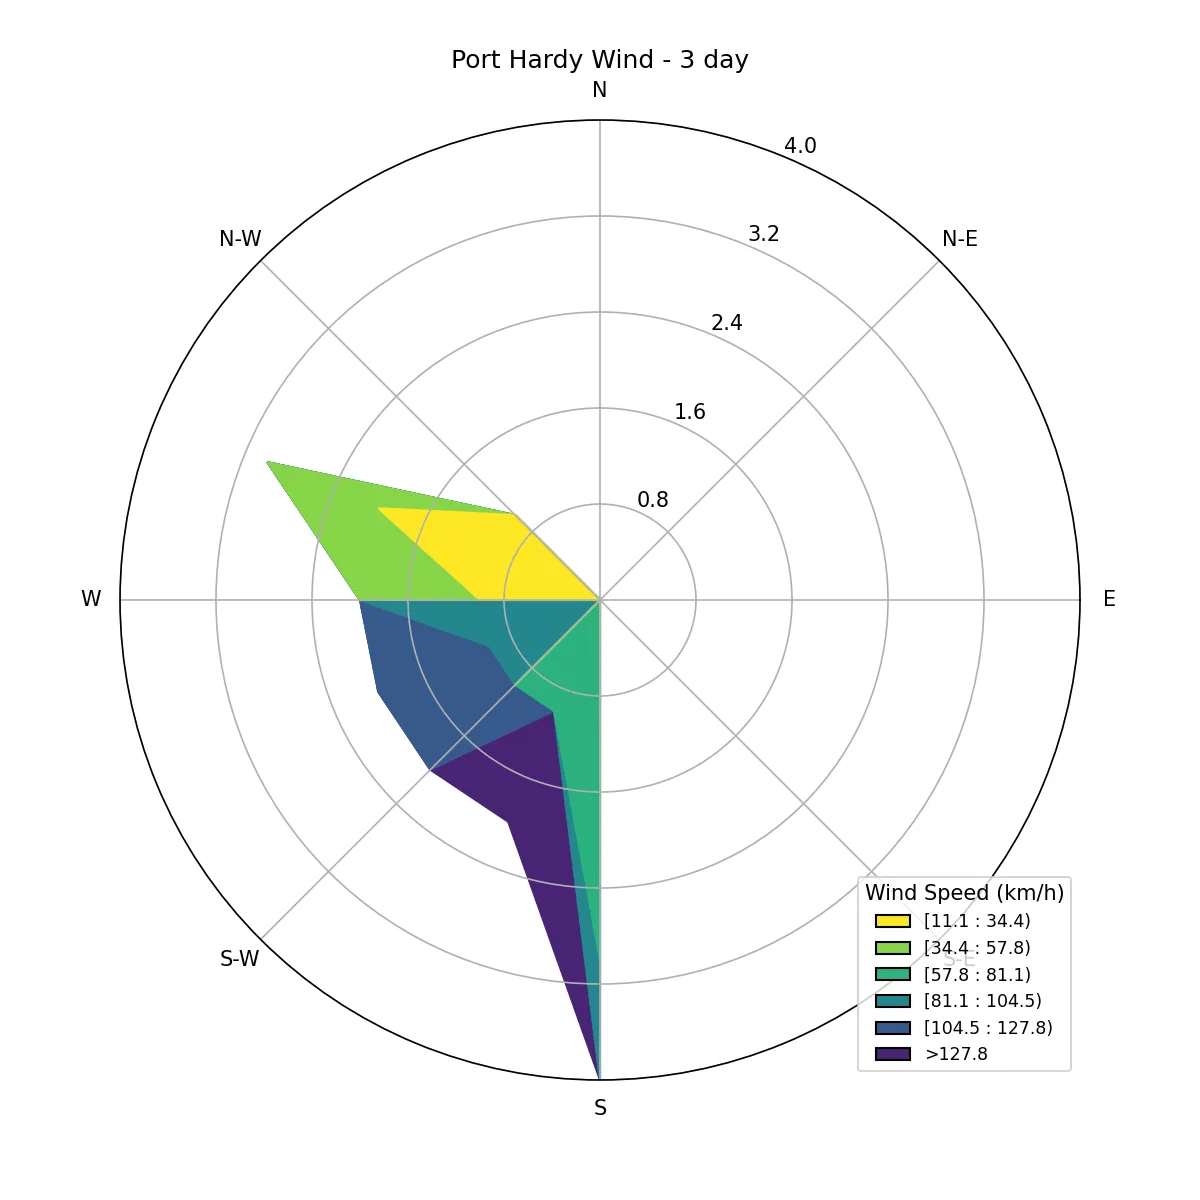 Port Hardy Wind - 3 day
N
4.0
N-W
N-E
3.2
2.4
1.6
0.8
W
E
S-W
S-E
S
Wind Speed (km/h)
[11.1 : 34.4)
[34.4 : 57.8)
[57.8 : 81.1)
[81.1 : 104.5)
[104.5 : 127.8)
>127.8